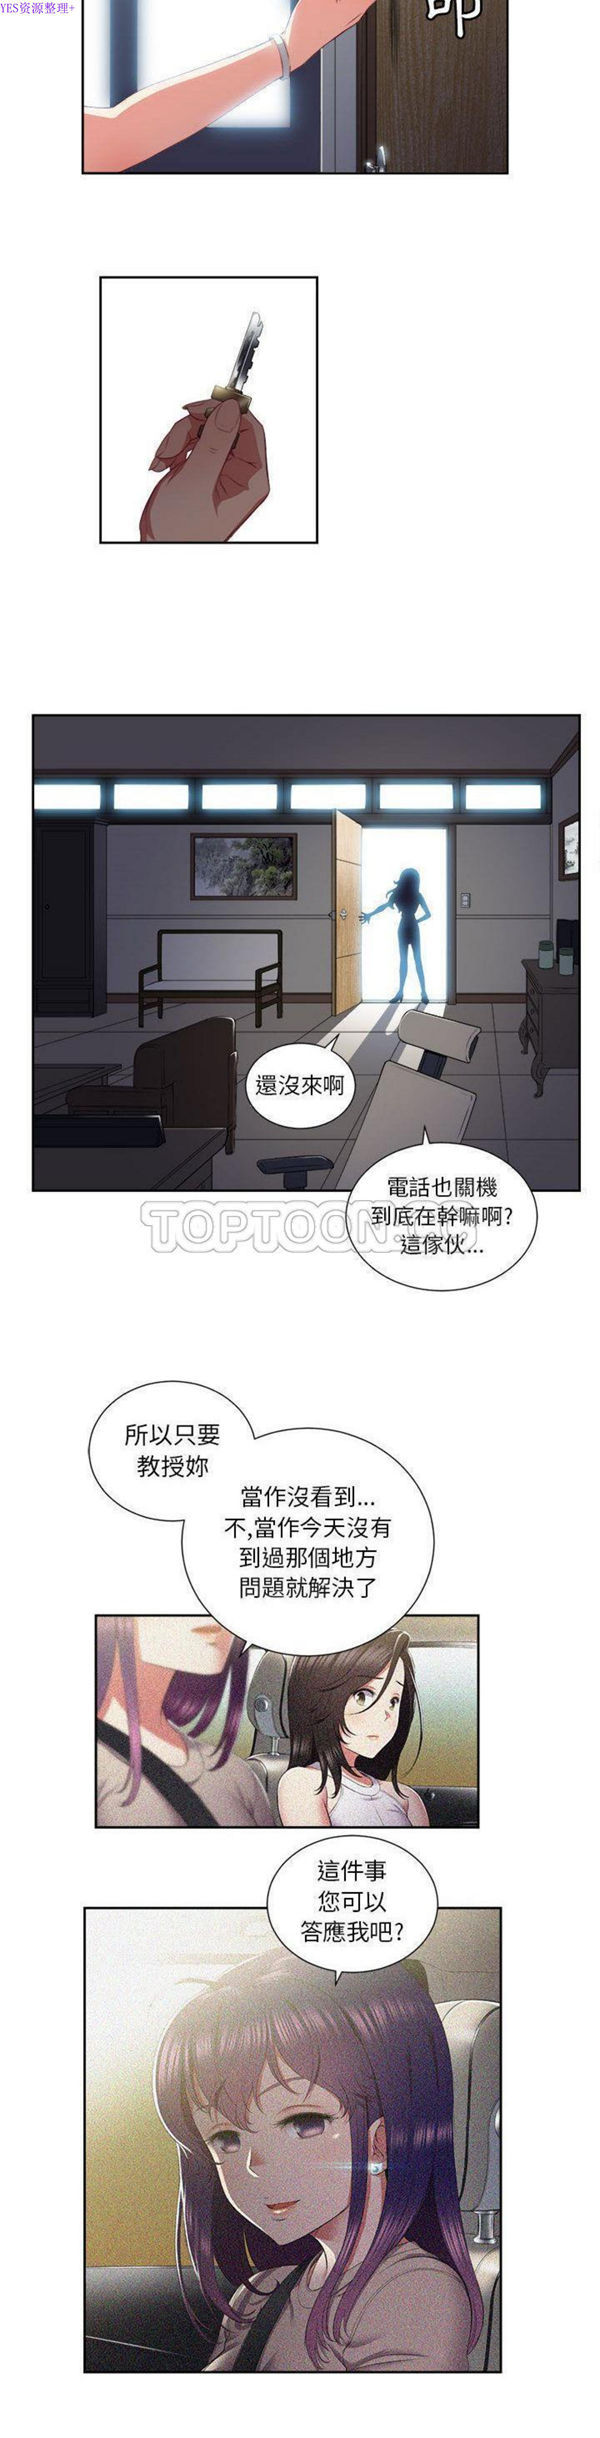 YES资源整理+
叩
還沒來啊
電話也關機
到底在幹嘛啊?
這傢伙...
TOPTOON.CO
所以只要
教授妳
當作沒看到...
不,當作今天沒有
到過那個地方
問題就解決了
這件事
您可以
答應我吧?